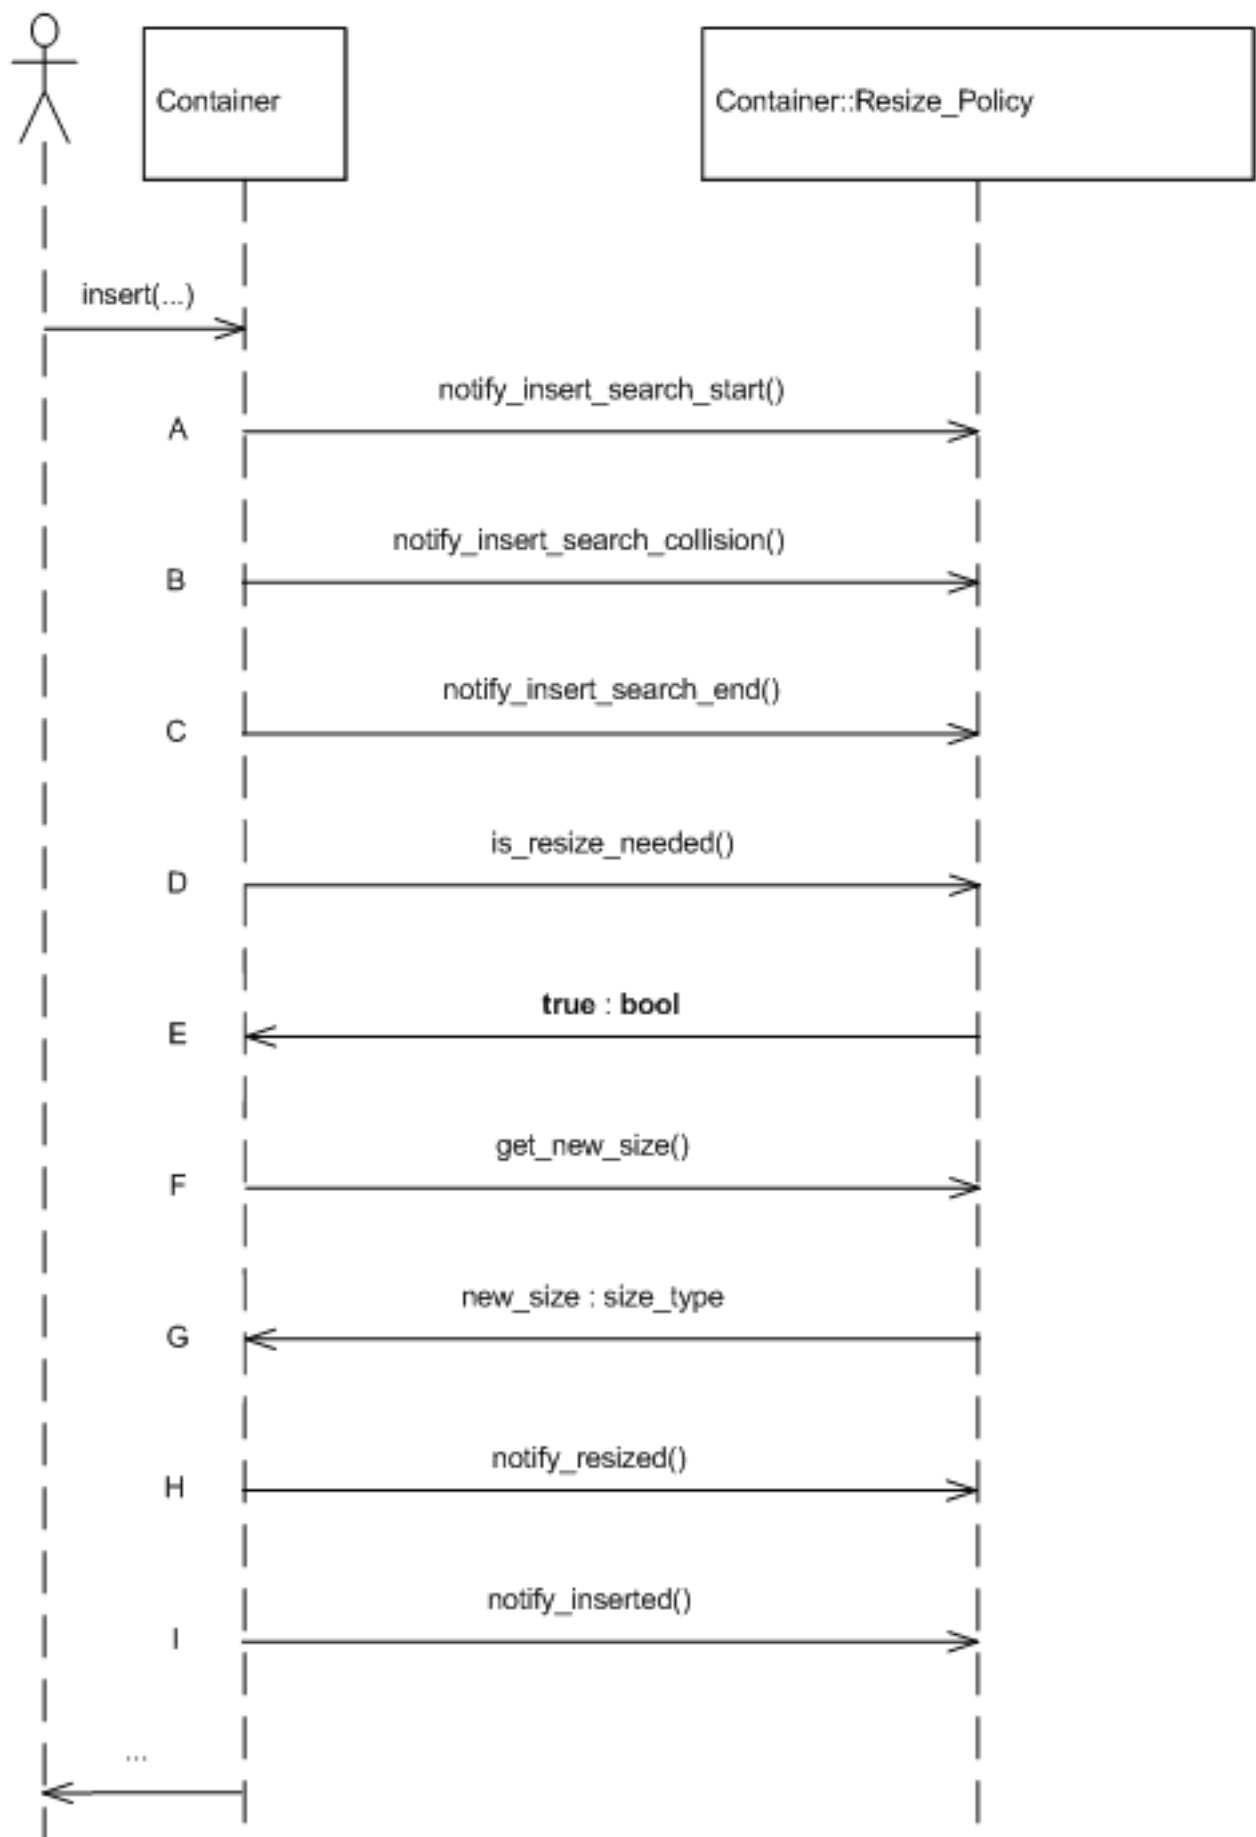 Container
Container::Resize_Policy
insert(...)
notify_insert_search_start()
A
notify_insert_search_collision()
B
notify_insert_search_end()
C
is_resize_needed()
D
true : bool
E
get_new_size()
F
new_size : size_type
G
notify_resized()
H
notify_inserted()
I
...